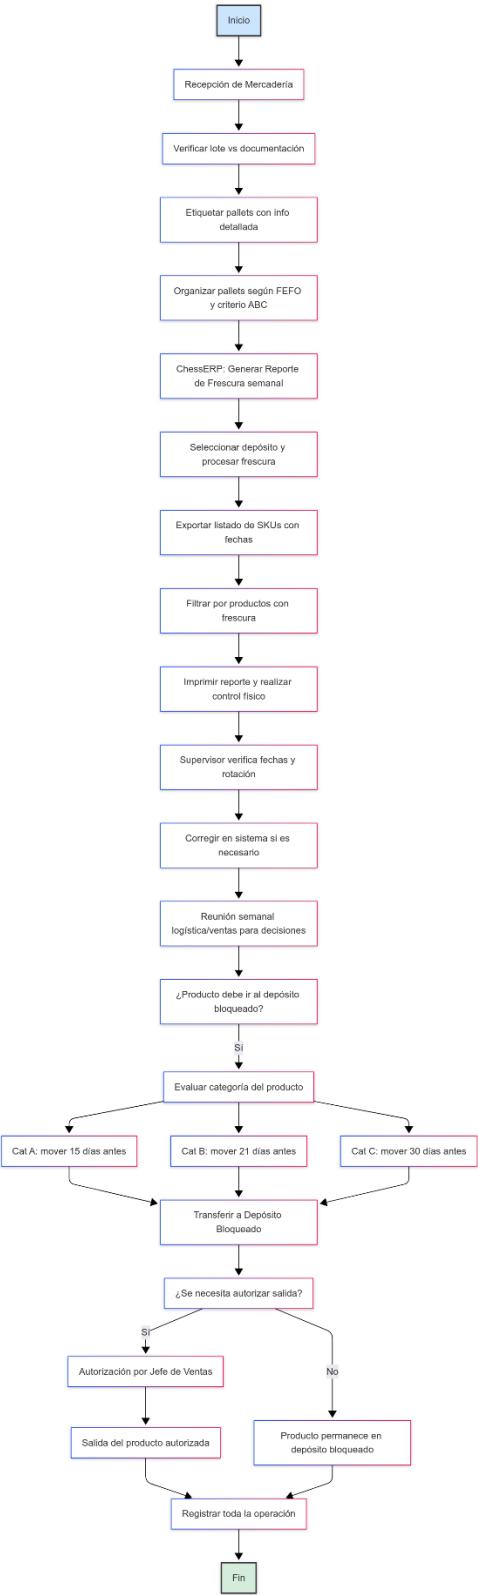 Inicio
Recepción de Mercadería
Verificar lote vs documentación
Etiquetar pallets con info
detallada
Organizar pallets según FEFO
y criterio ABC
ChessERP: Generar Reporte
de Frescura semanal
Seleccionar depósito y
procesar frescura
Exportar listado de SKUs con
fechas
Filtrar por productos con
frescura
Imprimir reporte y realizar
control físico
Supervisor verifica fechas y
rotación
Corregir en sistema si es
necesario
Reunión semanal
logística/ventas para decisiones
¿Producto debe ir al depósito
bloqueado?
Sí
Evaluar categoría del producto
Cat A: mover 15 días antes
Cat B: mover 21 días antes
Cat C: mover 30 días antes
Transferir a Depósito
Bloqueado
¿Se necesita autorizar salida?
Sí
No
Autorización por Jefe de Ventas
Salida del producto autorizada
Producto permanece en
depósito bloqueado
Registrar toda la operación
Fin